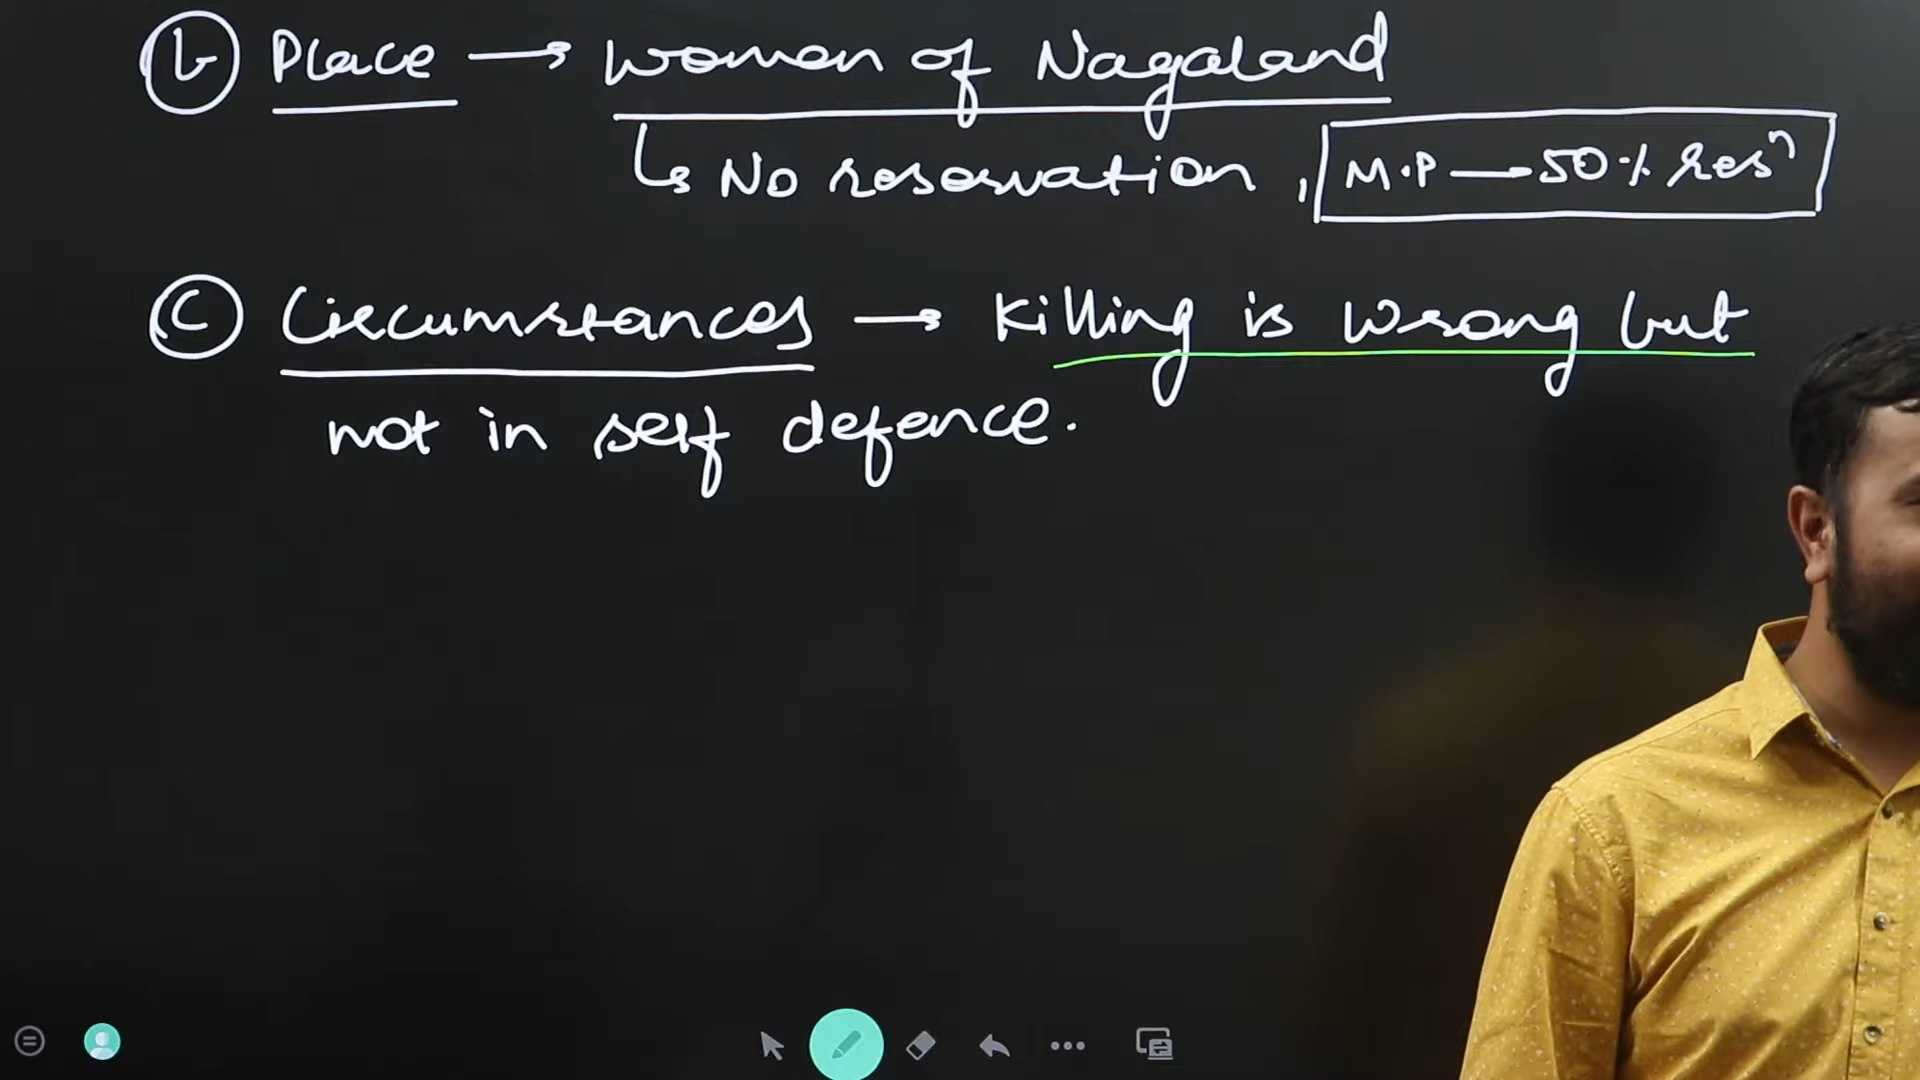 (b) Place → Women of Nagaland
↳ No reservation, M.P → 50% resⁿ
(C) Circumstances → Killing is wrong but
not in self defence.